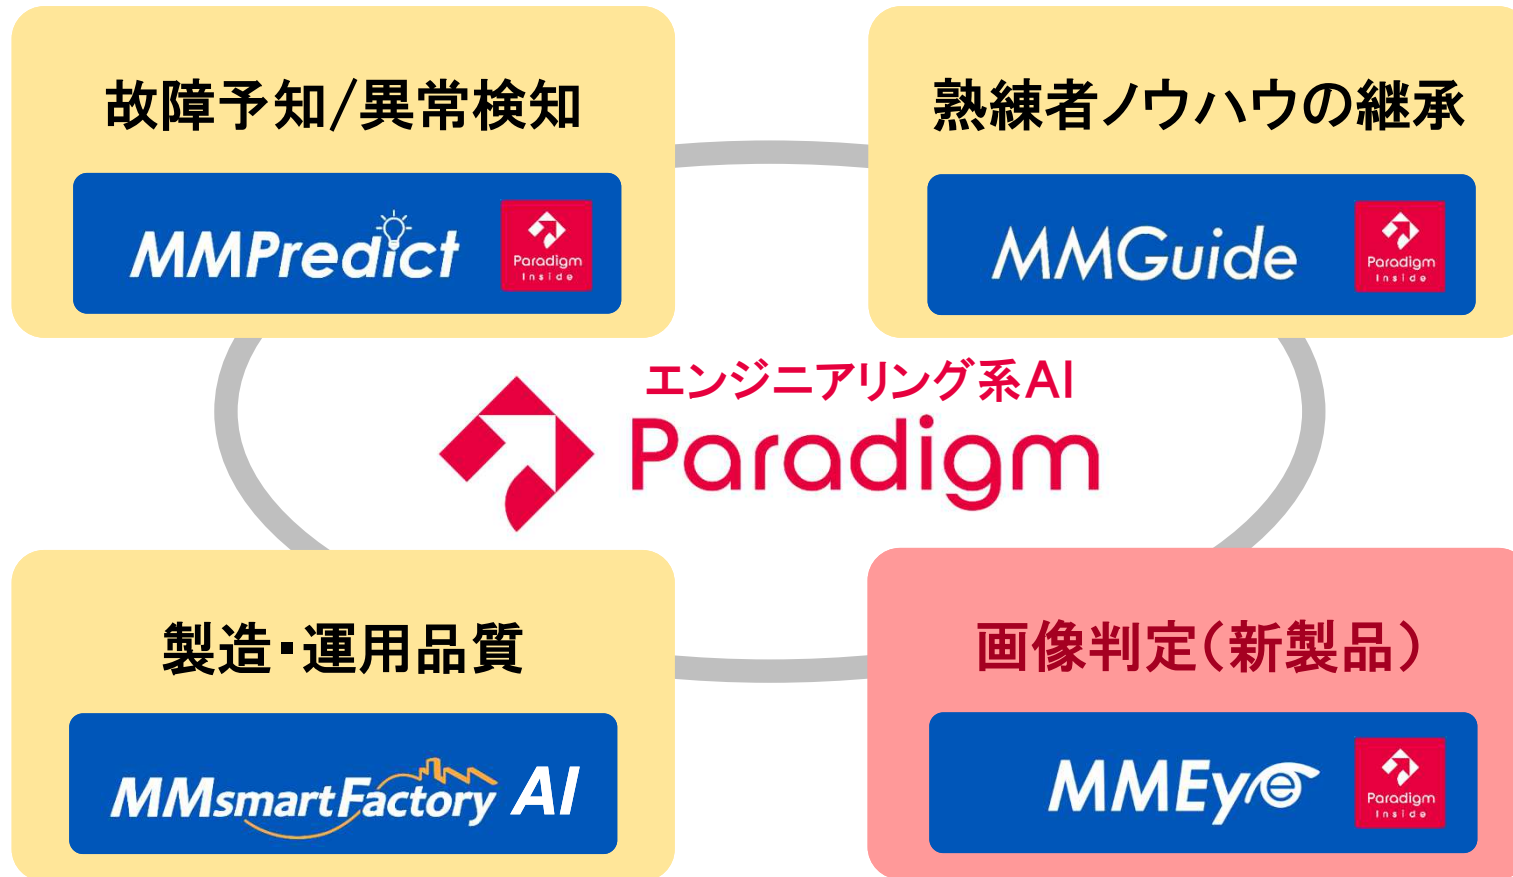 故障予知/異常検知
MMPredict
Paradigm
Inside
熟練者ノウハウの継承
MMGuide
Paradigm
Inside
エンジニアリング系AI
Paradigm
製造・運用品質
MMsmartFactory AI
画像判定(新製品)
MMEye
Paradigm
Inside